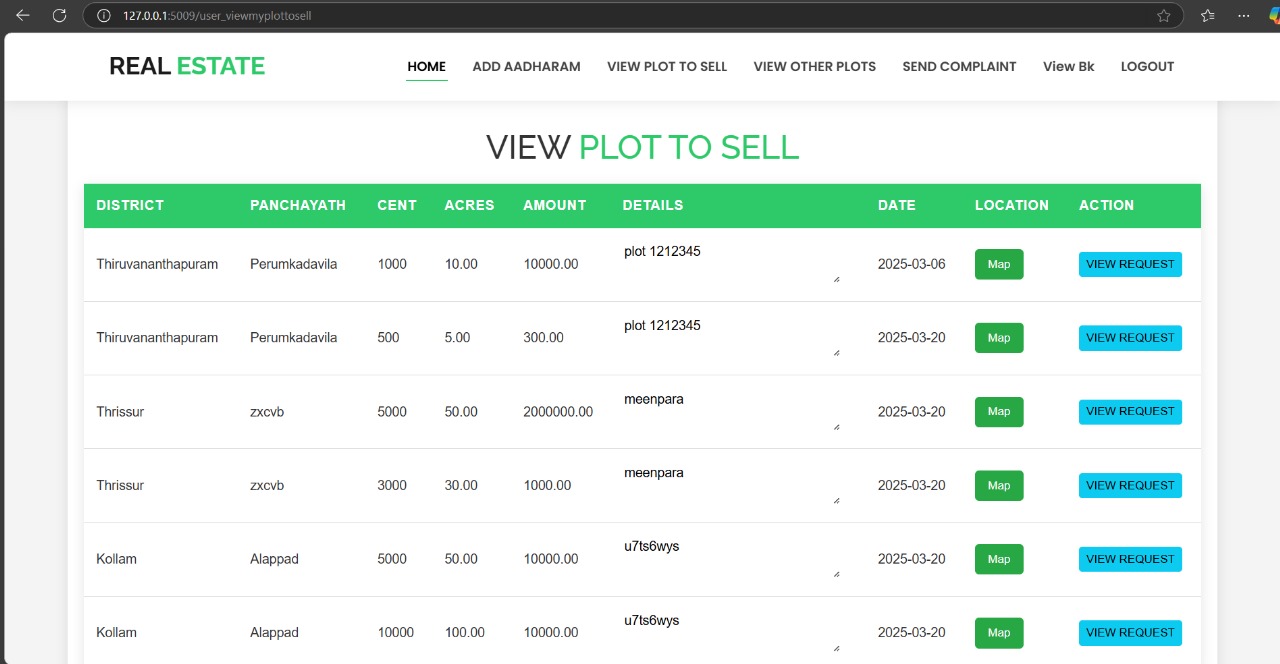 127.0.0.1:5009/user_viewmyplottosell
REAL ESTATE HOME ADD AADHARAM VIEW PLOT TO SELL VIEW OTHER PLOTS SEND COMPLAINT View Bk LOGOUT
VIEW PLOT TO SELL
DISTRICT PANCHAYATH CENT ACRES AMOUNT DETAILS DATE LOCATION ACTION
Thiruvananthapuram Perumkadavila 1000 10.00 10000.00 plot 1212345 2025-03-06 Map VIEW REQUEST
Thiruvananthapuram Perumkadavila 500 5.00 300.00 plot 1212345 2025-03-20 Map VIEW REQUEST
Thrissur zxcvb 5000 50.00 2000000.00 meenpara 2025-03-20 Map VIEW REQUEST
Thrissur zxcvb 3000 30.00 1000.00 meenpara 2025-03-20 Map VIEW REQUEST
Kollam Alappad 5000 50.00 10000.00 u7ts6wys 2025-03-20 Map VIEW REQUEST
Kollam Alappad 10000 100.00 10000.00 u7ts6wys 2025-03-20 Map VIEW REQUEST